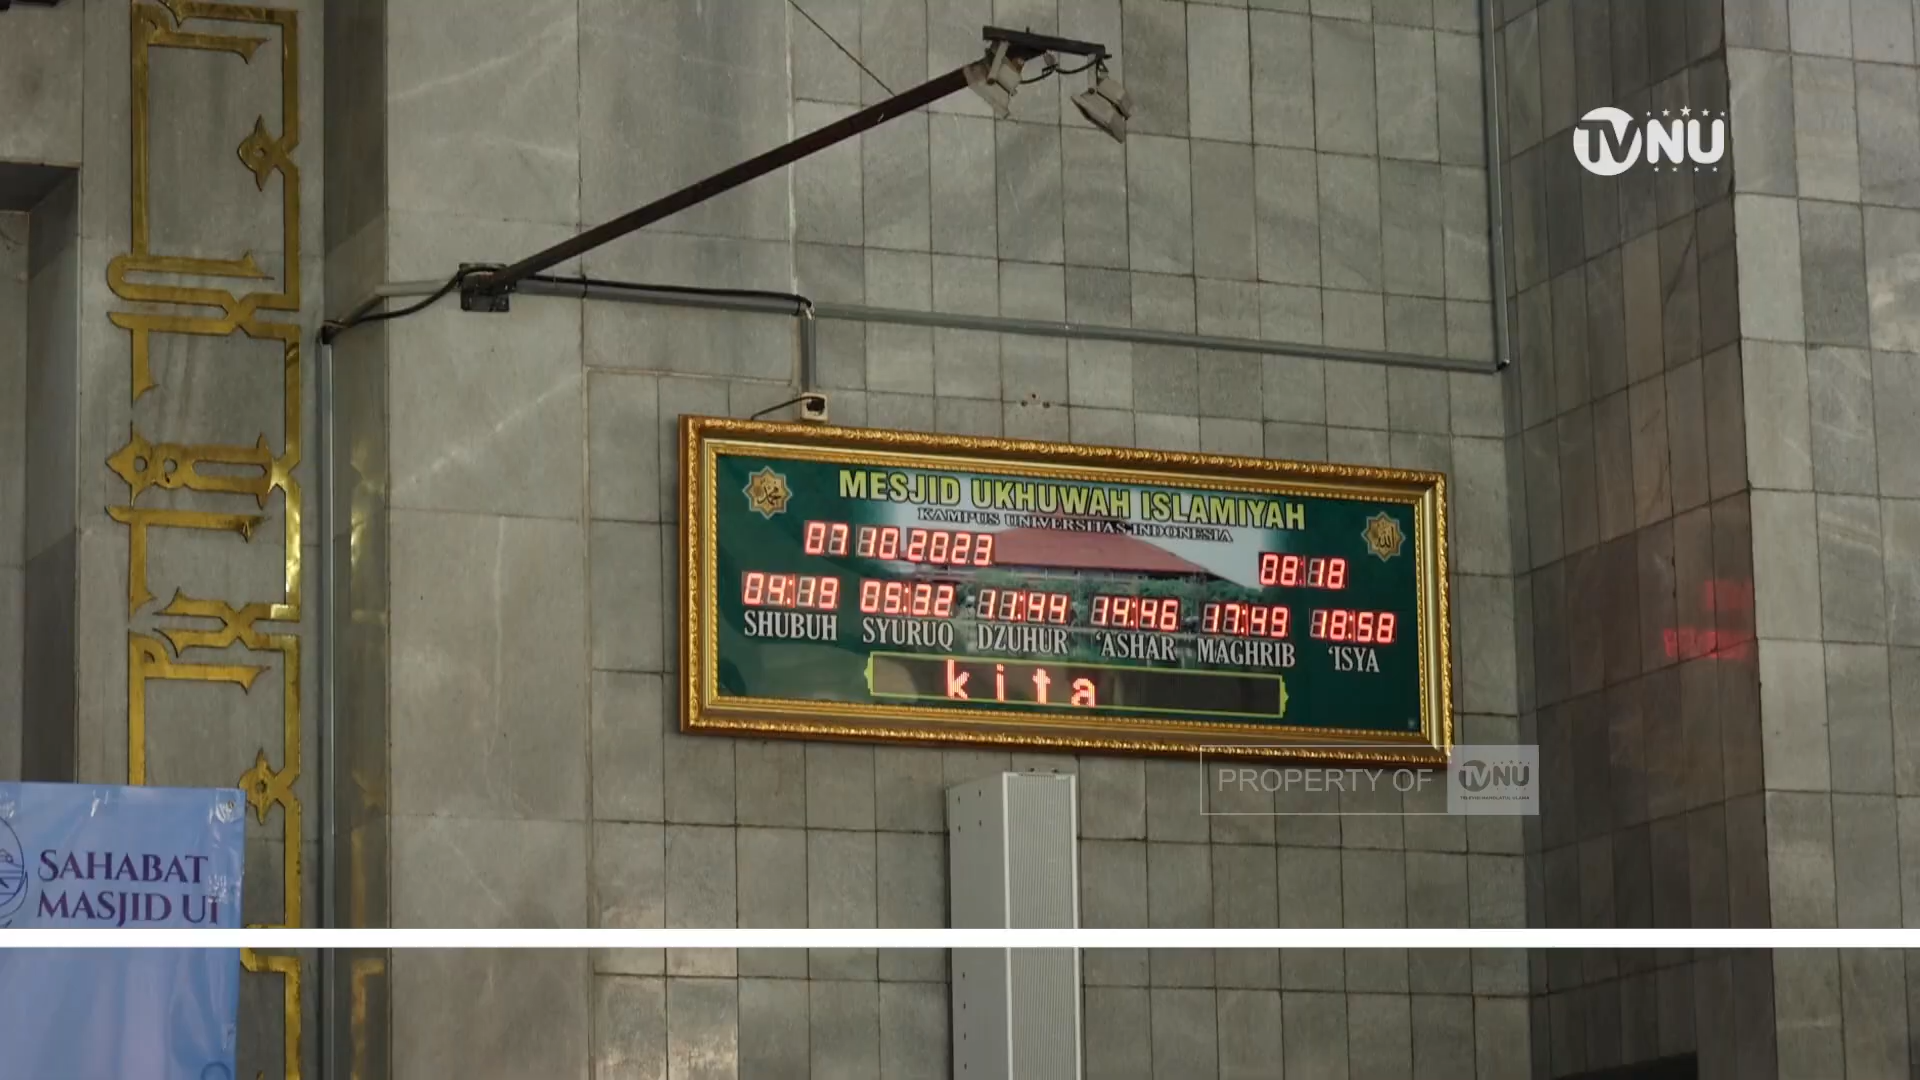 TVNU
MESJID UKHUWAH ISLAMIYAH
KAMPUS UNIVERSITAS INDONESIA
07 10.2023
08:18
04:19 05:32 11:44 14:46 17:49 18:58
SHUBUH SYURUQ DZUHUR 'ASHAR MAGHRIB 'ISYA
kita
PROPERTY OF TVNU
SAHABAT
MASJID UI